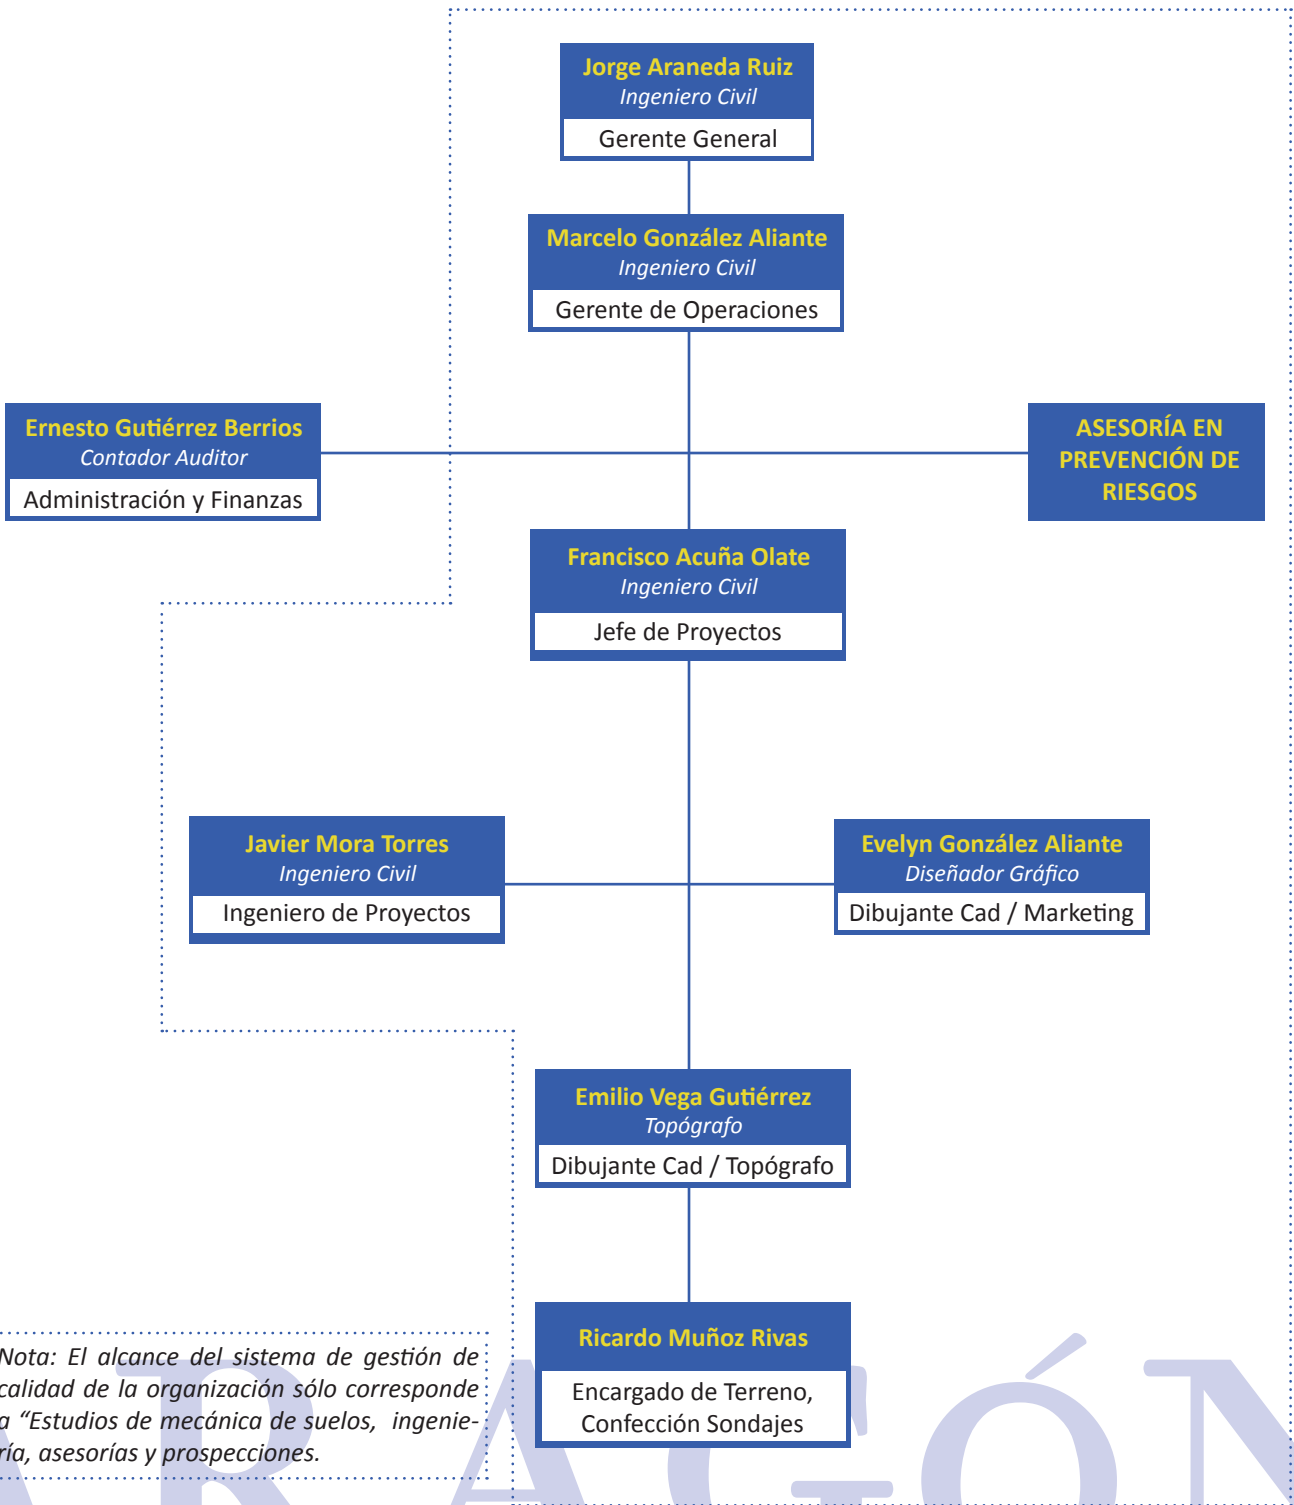 Jorge Araneda Ruiz
Ingeniero Civil
Gerente General
Marcelo González Aliante
Ingeniero Civil
Gerente de Operaciones
Ernesto Gutiérrez Berrios
Contador Auditor
Administración y Finanzas
ASESORÍA EN
PREVENCIÓN DE
RIESGOS
Francisco Acuña Olate
Ingeniero Civil
Jefe de Proyectos
Javier Mora Torres
Ingeniero Civil
Ingeniero de Proyectos
Evelyn González Aliante
Diseñador Gráfico
Dibujante Cad / Marketing
Emilio Vega Gutiérrez
Topógrafo
Dibujante Cad / Topógrafo
Ricardo Muñoz Rivas
Encargado de Terreno,
Confección Sondajes
Nota: El alcance del sistema de gestión de
calidad de la organización sólo corresponde
a “Estudios de mecánica de suelos, ingenie-
ría, asesorías y prospecciones.
ARAGÓN